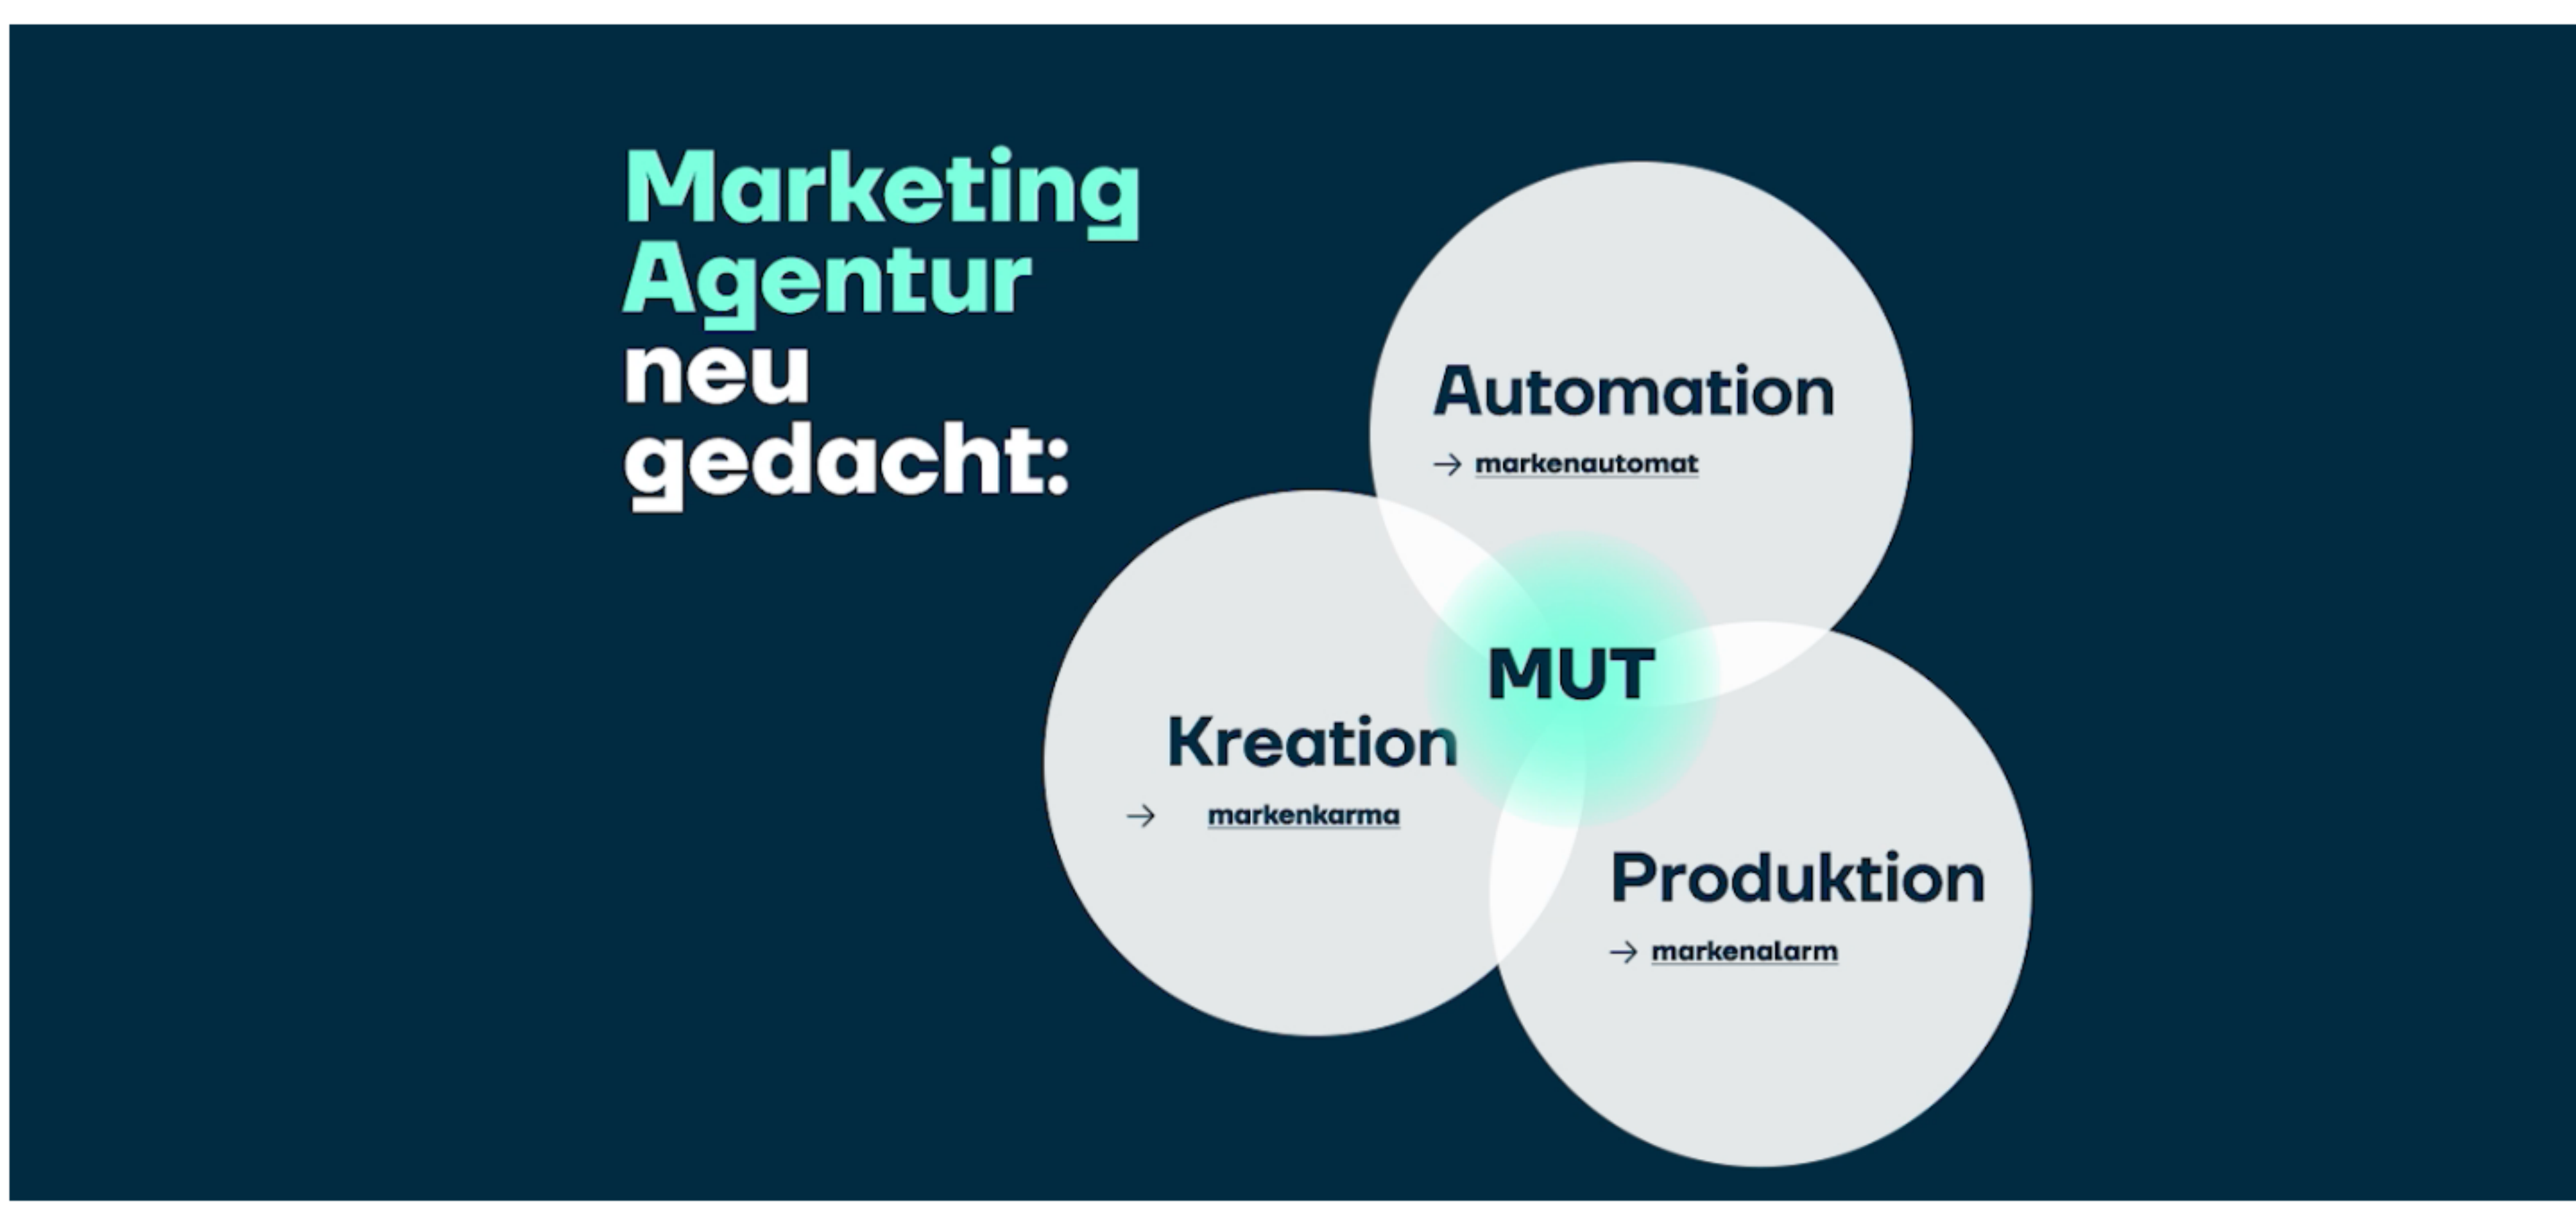 Marketing
Agentur
neu
gedacht:
Automation
→ markenautomat
MUT
Kreation
→ markenkarma
Produktion
→ markenalarm